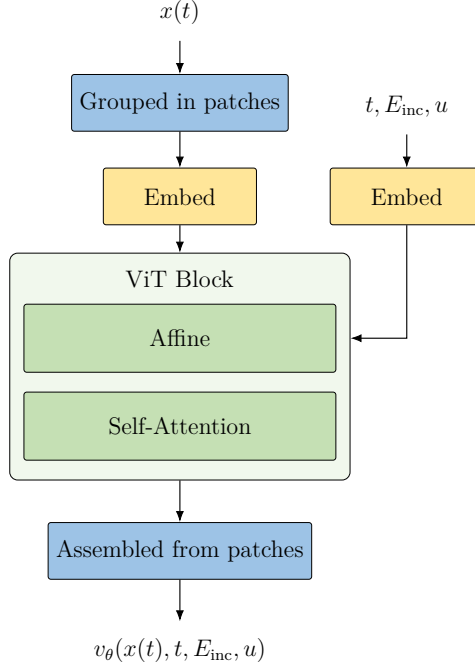 x(t)
Grouped in patches
t, E_inc, u
Embed
Embed
ViT Block
Affine
Self-Attention
Assembled from patches
v_θ(x(t), t, E_inc, u)